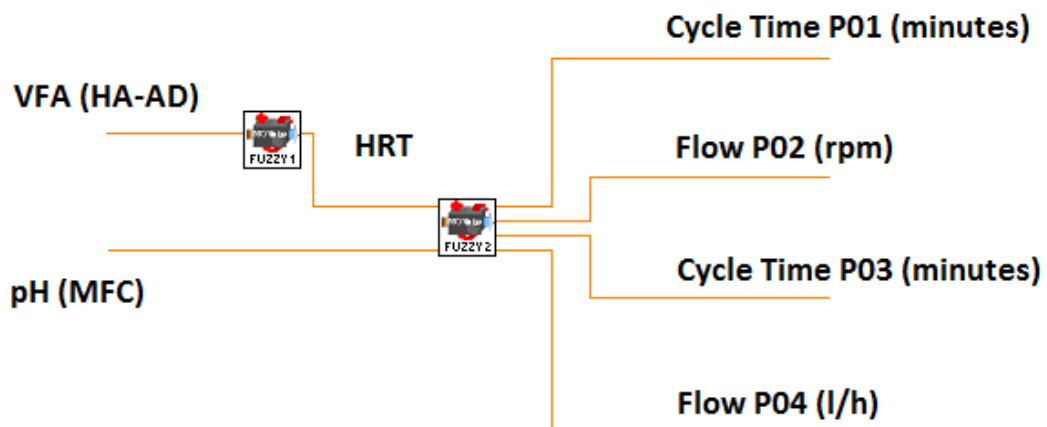 Cycle Time P01 (minutes)
VFA (HA-AD)
FUZZY1
HRT
Flow P02 (rpm)
FUZZY2
pH (MFC)
Cycle Time P03 (minutes)
Flow P04 (l/h)